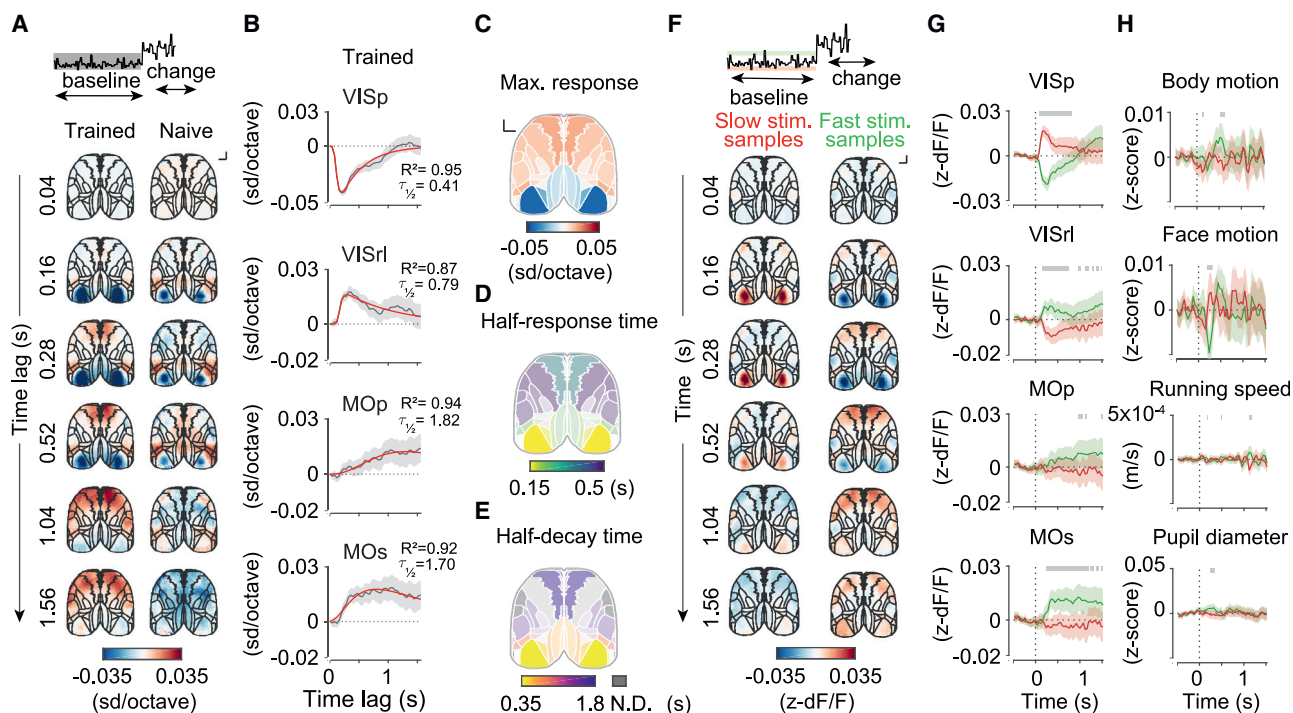 A
baseline
change
Trained
Naive
Time lag (s)
0.04
0.16
0.28
0.52
1.04
1.56
-0.035
0.035
(sd/octave)
B
Trained
VISp
0.03
0
-0.05
(sd/octave)
R²= 0.95
τ½= 0.41
VISrl
0.03
0
-0.02
(sd/octave)
R²=0.87
τ½= 0.79
MOp
0.03
0
-0.02
(sd/octave)
R²= 0.94
τ½= 1.82
MOs
0.03
0
-0.02
(sd/octave)
R²=0.92
τ½=1.70
0
1
Time lag (s)
C
Max. response
-0.05
0.05
(sd/octave)
D
Half-response time
0.15
0.5 (s)
E
Half-decay time
0.35
1.8 N.D. (s)
F
baseline
change
Slow stim. samples
Fast stim. samples
Time (s)
0.04
0.16
0.28
0.52
1.04
1.56
-0.035
0.035
(z-dF/F)
G
VISp
0.03
0
-0.03
(z-dF/F)
VISrl
0.03
0
-0.02
(z-dF/F)
MOp
0.03
0
-0.02
(z-dF/F)
MOs
0.03
0
-0.02
(z-dF/F)
0
1
Time (s)
H
Body motion
0.01
0
(z-score)
Face motion
0.01
0
(z-score)
Running speed
5X10⁻⁴
0
(m/s)
Pupil diameter
0.05
0
(z-score)
0
1
Time (s)